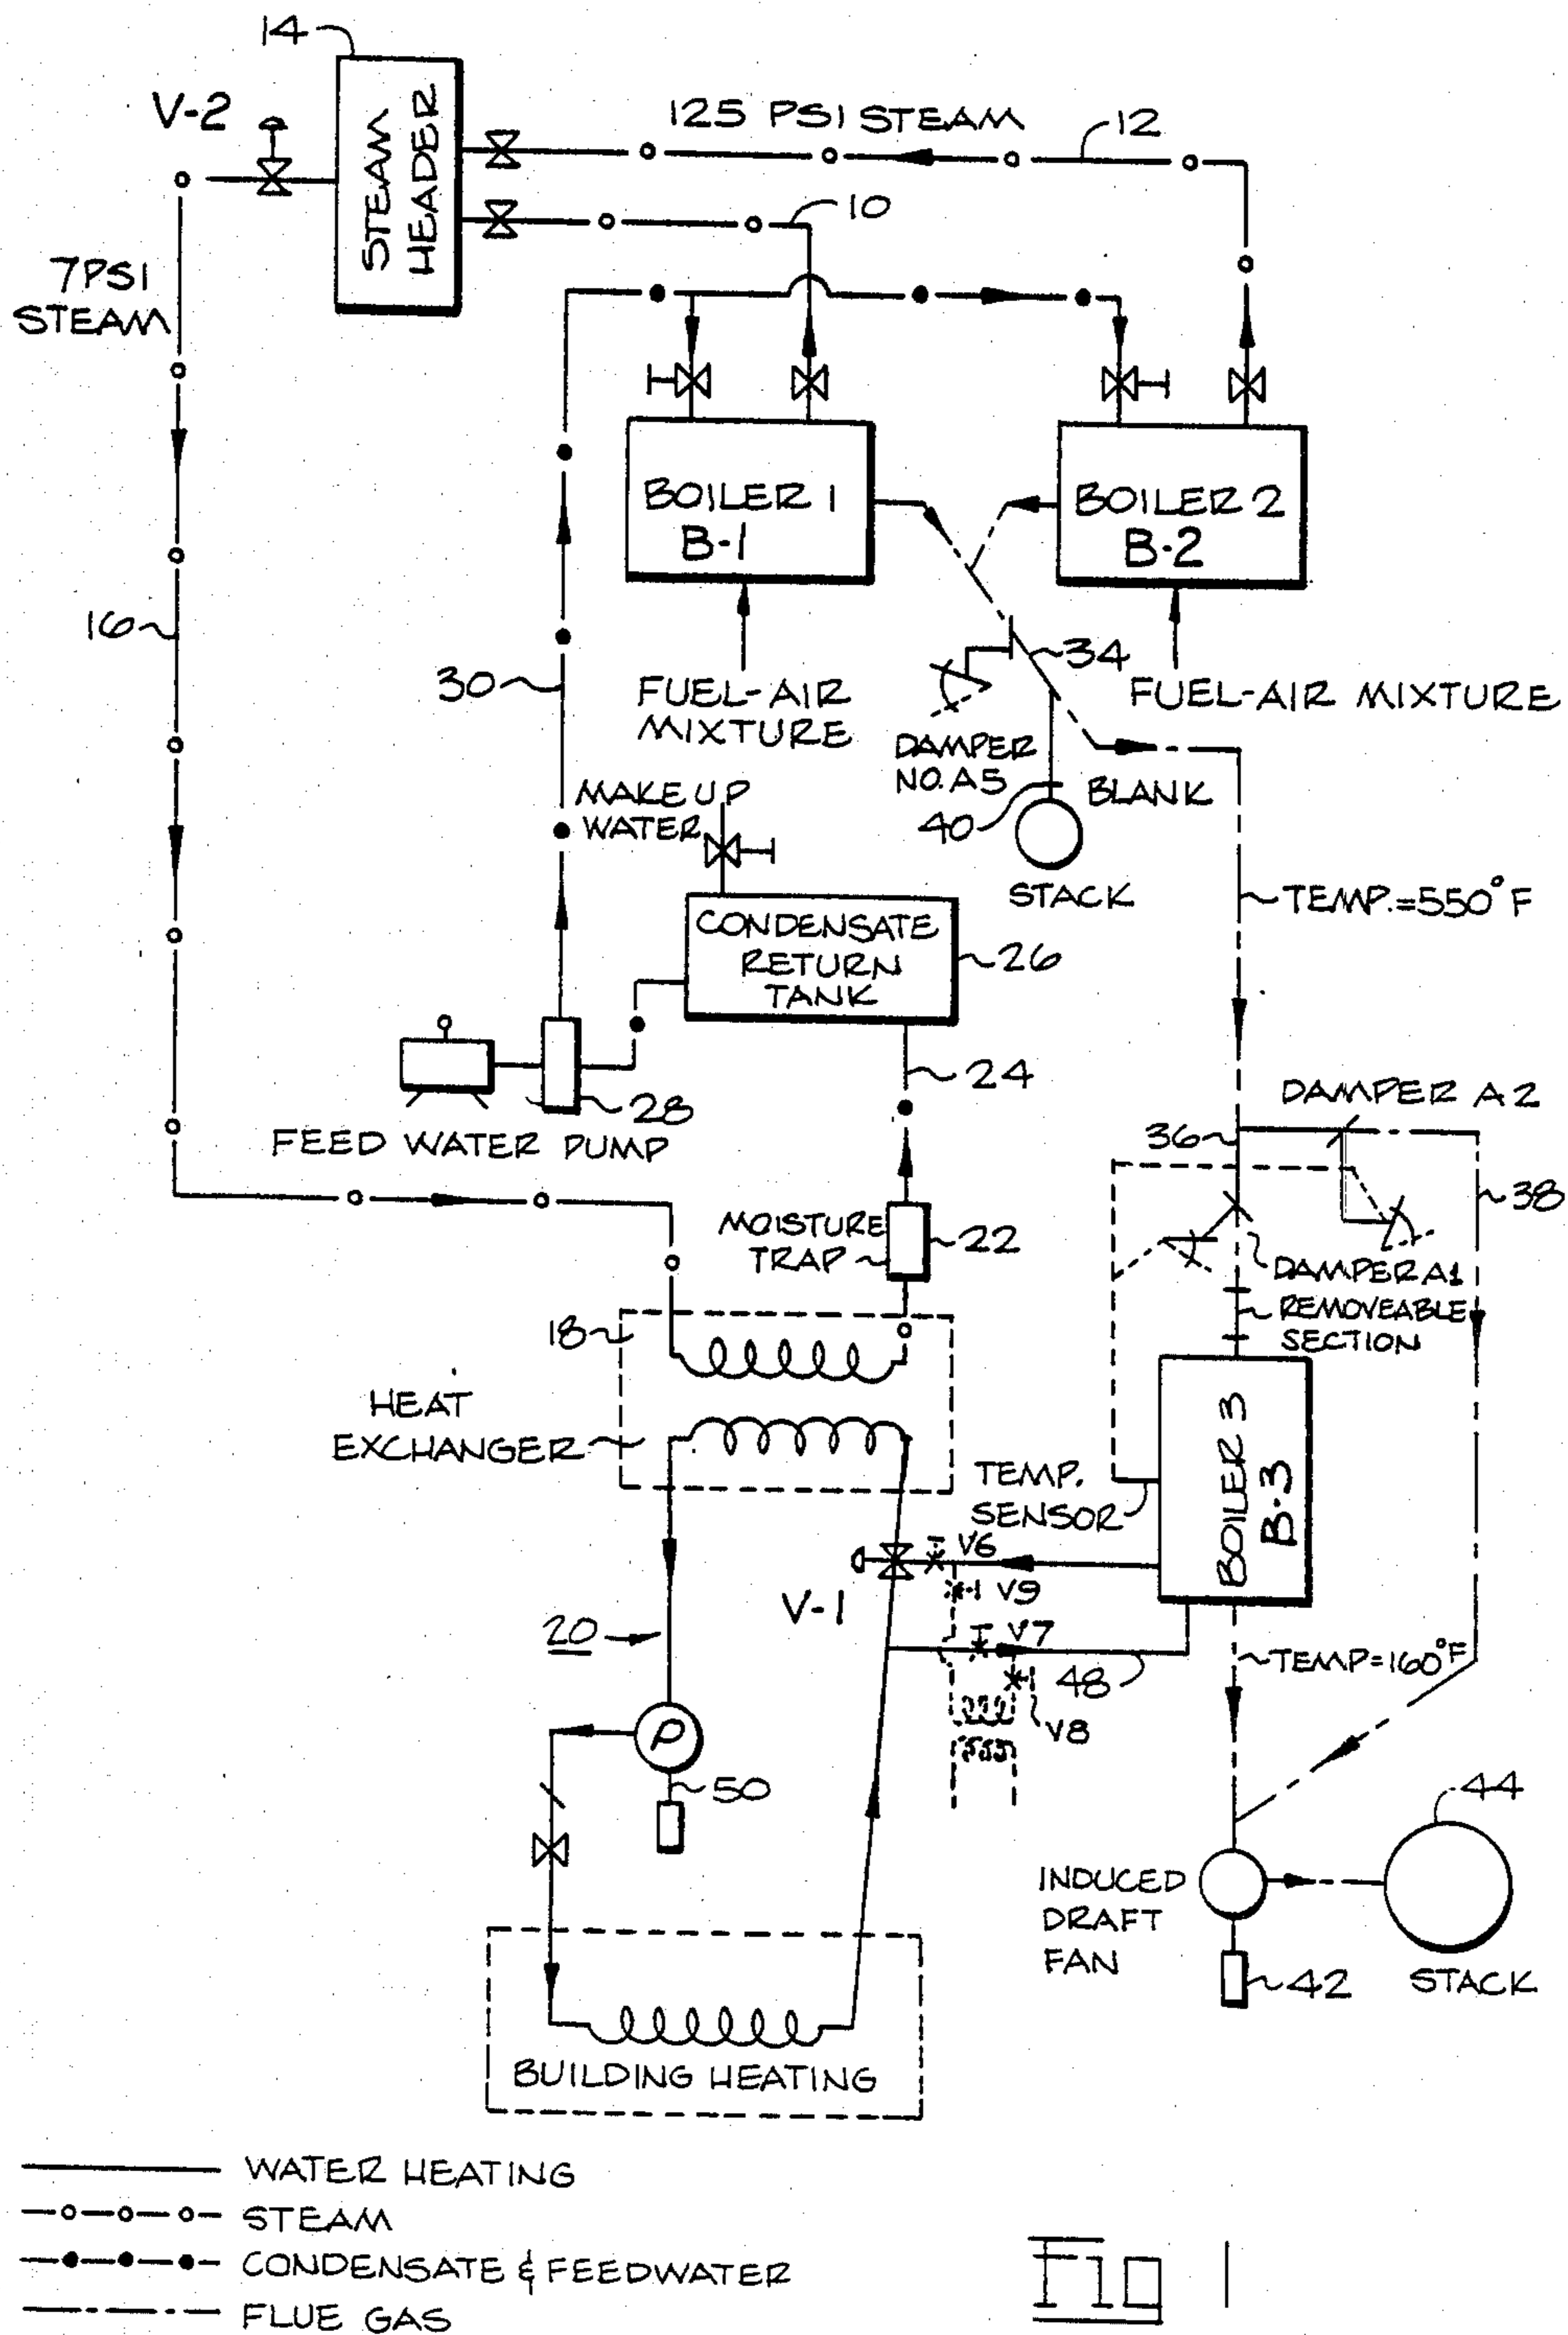 14
V-2
STEAM HEADER
125 PSI STEAM
12
10
7 PSI
STEAM
BOILER 1
B-1
BOILER 2
B-2
16
30
34
FUEL-AIR
MIXTURE
FUEL-AIR MIXTURE
DAMPER
NO. A5
BLANK
40
STACK
MAKE UP
WATER
TEMP.=550°F
CONDENSATE
RETURN
TANK
26
24
28
FEED WATER PUMP
DAMPER A2
36
38
MOISTURE
TRAP
22
DAMPER A1
REMOVEABLE
SECTION
18
HEAT
EXCHANGER
TEMP.
SENSOR
BOILER 3
B-3
V6
V9
V-1
20
V7
48
TEMP=160°F
V8
P
50
44
INDUCED
DRAFT
FAN
42
STACK
BUILDING HEATING
WATER HEATING
STEAM
CONDENSATE & FEEDWATER
FLUE GAS
Fig 1